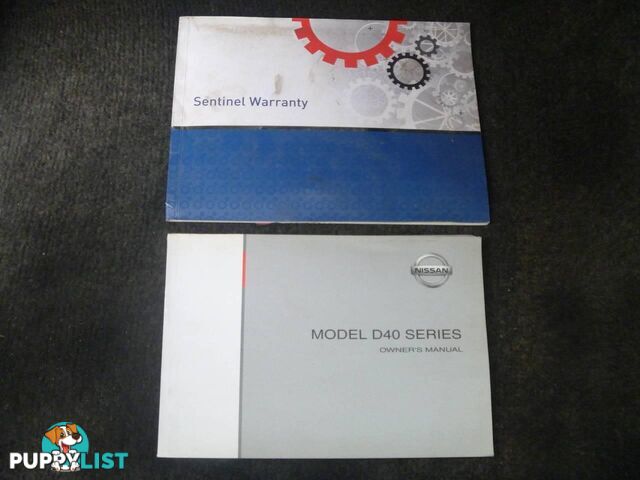 Sentinel Warranty
NISSAN
MODEL D40 SERIES
OWNER'S MANUAL
PUPPYLIST